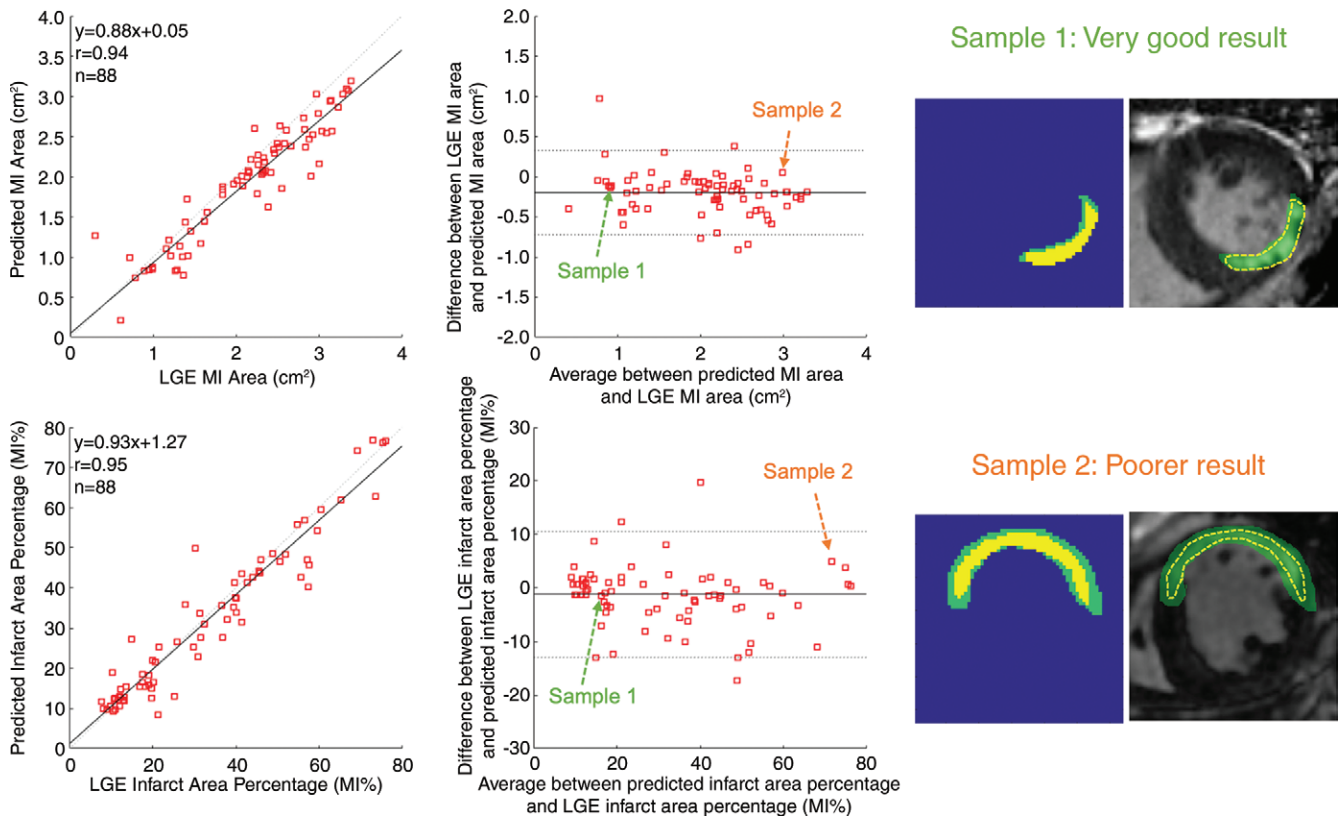 y=0.88x+0.05
r=0.94
n=88
Predicted MI Area (cm²)
4.0
3.5
3.0
2.5
2.0
1.5
1.0
0.5
0
0
1
2
3
4
LGE MI Area (cm²)
Difference between LGE MI area
and predicted MI area (cm²)
2.0
1.5
1.0
0.5
0
-0.5
-1.0
-1.5
-2.0
Sample 2
Sample 1
0
1
2
3
4
Average between predicted MI area
and LGE MI area (cm²)
Sample 1: Very good result
y=0.93x+1.27
r=0.95
n=88
Predicted Infarct Area Percentage (MI%)
80
70
60
50
40
30
20
10
0
0
20
40
60
80
LGE Infarct Area Percentage (MI%)
Difference between LGE infarct area percentage
and predicted infarct area percentage (MI%)
30
20
10
0
-10
-20
-30
Sample 2
Sample 1
0
20
40
60
80
Average between predicted infarct area percentage
and LGE infarct area percentage (MI%)
Sample 2: Poorer result